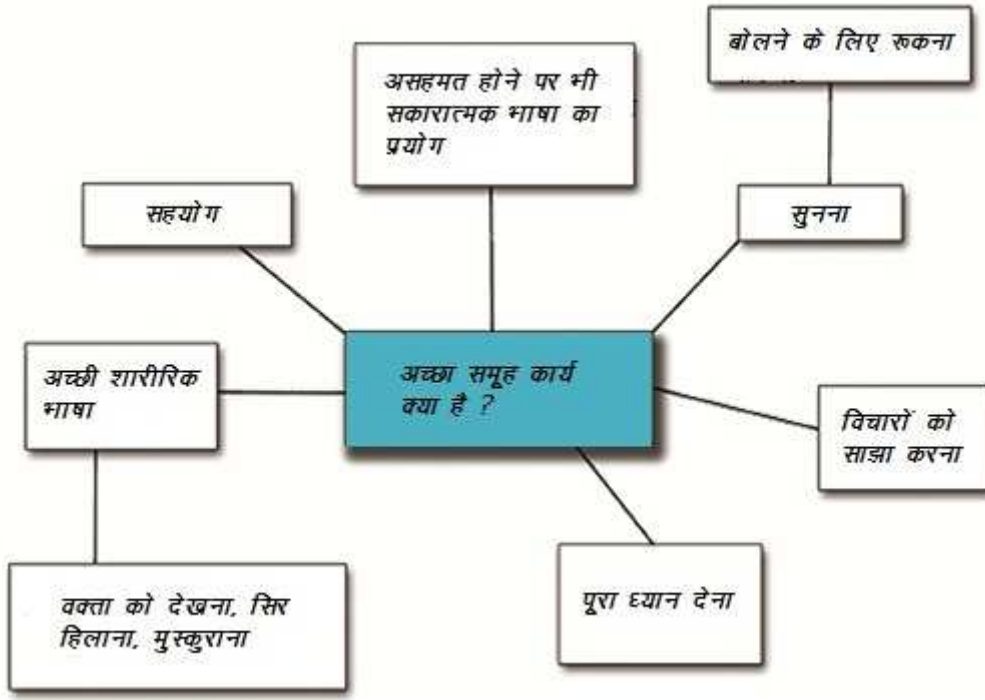 बोलने के लिए रूकना
असहमत होने पर भी
सकारात्मक भाषा का
प्रयोग
सहयोग
सुनना
अच्छी शारीरिक
भाषा
अच्छा समूह कार्य
क्या है ?
विचारों को
साझा करना
वक्ता को देखना, सिर
हिलाना, मुस्कुराना
पूरा ध्यान देना